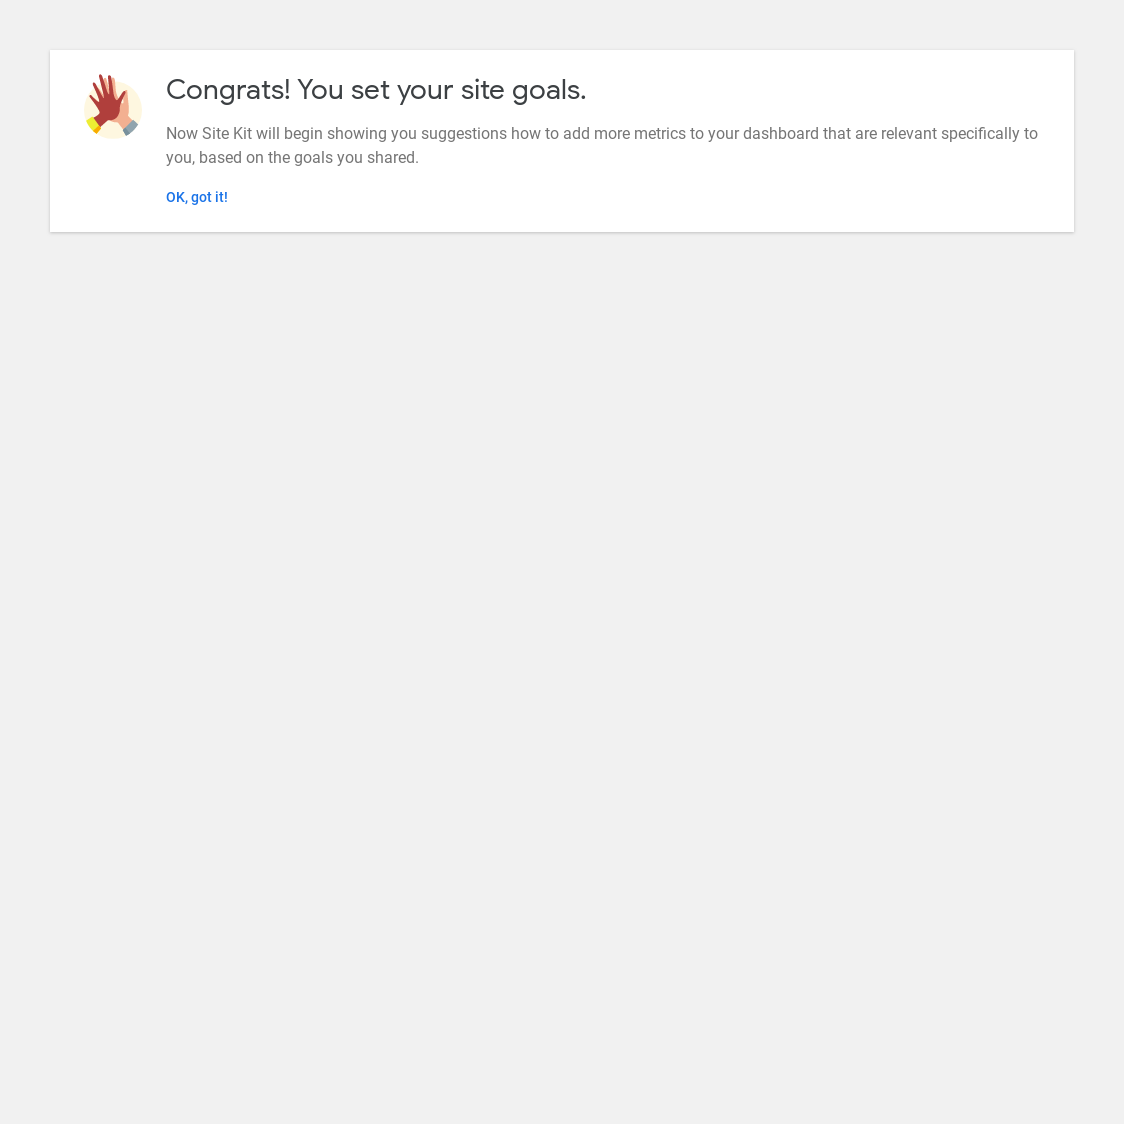 Congrats! You set your site goals.
Now Site Kit will begin showing you suggestions how to add more metrics to your dashboard that are relevant specifically to
you, based on the goals you shared.
OK, got it!